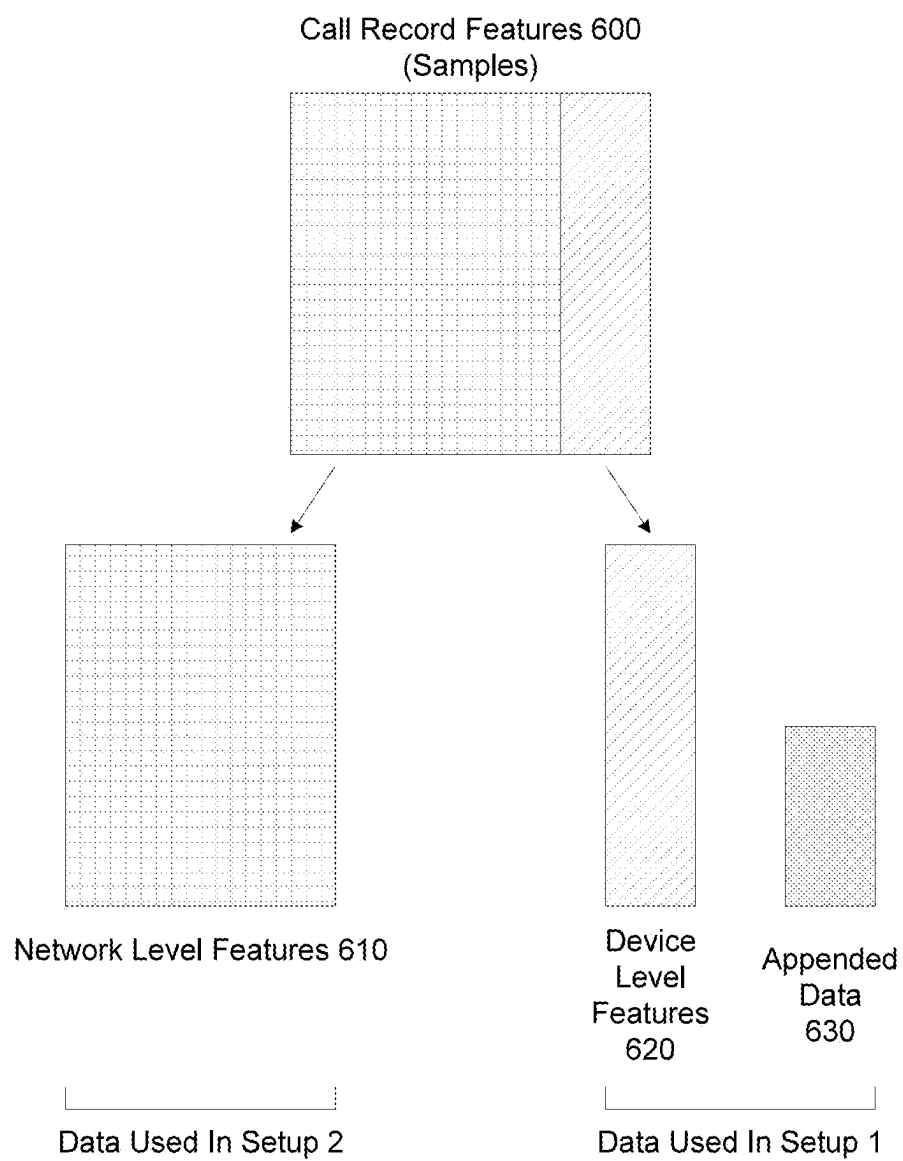 Call Record Features 600
(Samples)
Network Level Features 610
Device
Level
Features
620
Appended
Data
630
Data Used In Setup 2
Data Used In Setup 1